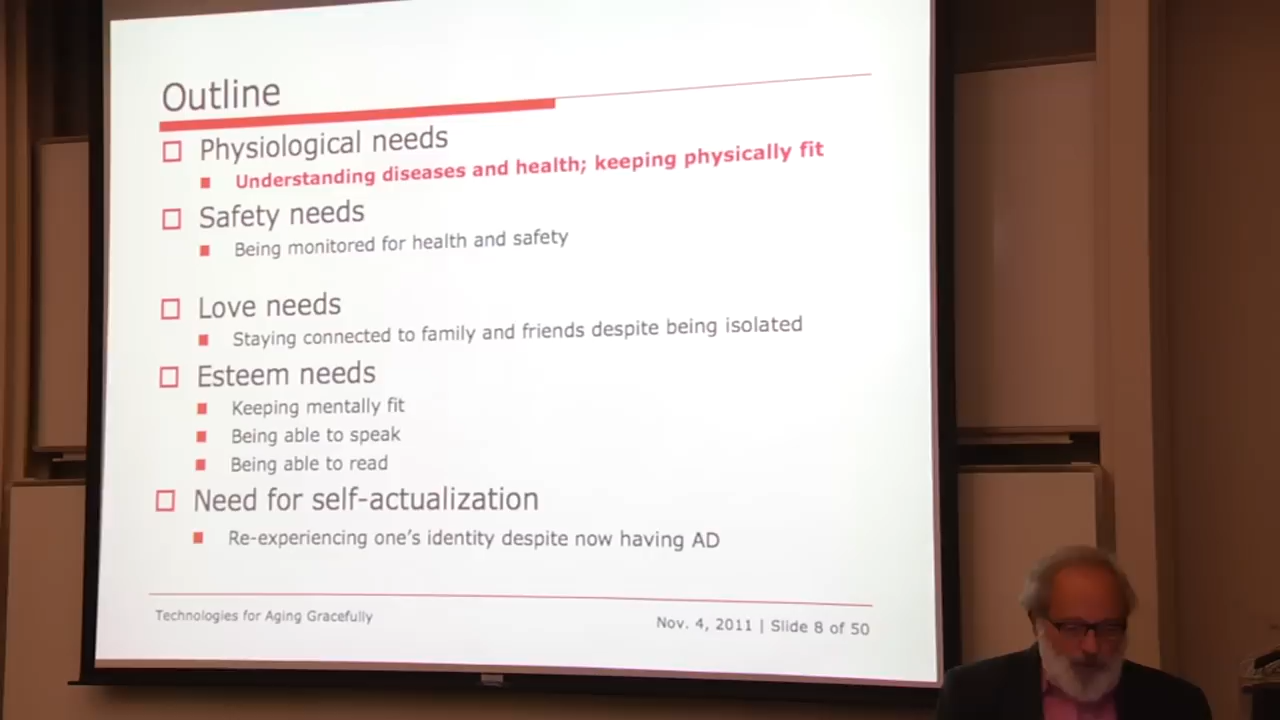 Outline
Physiological needs
Understanding diseases and health; keeping physically fit
Safety needs
Being monitored for health and safety
Love needs
Staying connected to family and friends despite being isolated
Esteem needs
Keeping mentally fit
Being able to speak
Being able to read
Need for self-actualization
Re-experiencing one's identity despite now having AD
Technologies for Aging Gracefully
Nov. 4, 2011 | Slide 8 of 50